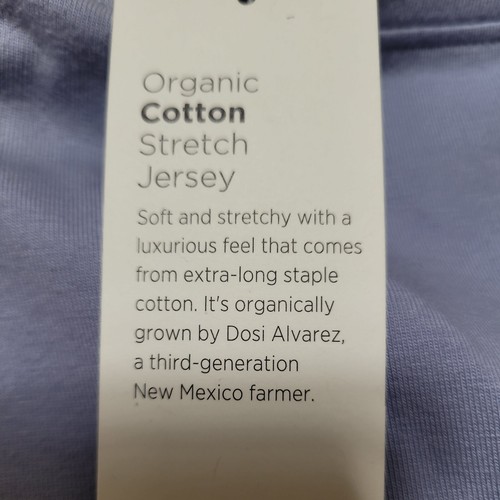 Organic
Cotton
Stretch
Jersey
Soft and stretchy with a
luxurious feel that comes
from extra-long staple
cotton. It's organically
grown by Dosi Alvarez,
a third-generation
New Mexico farmer.